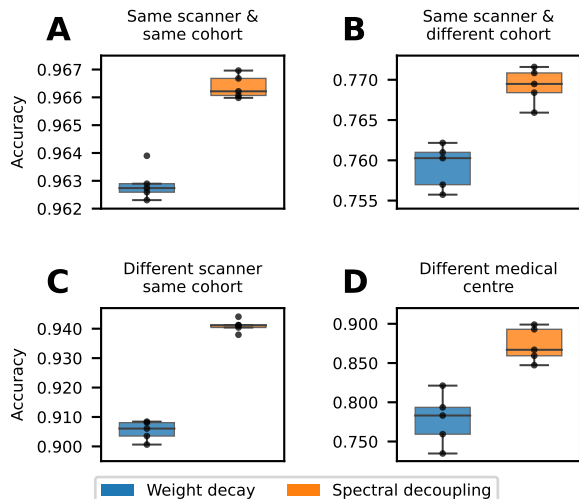 A
Same scanner &
same cohort
0.967
0.966
0.965
0.964
0.963
0.962
Accuracy
B
Same scanner &
different cohort
0.770
0.765
0.760
0.755
C
Different scanner
same cohort
0.940
0.930
0.920
0.910
0.900
Accuracy
D
Different medical
centre
0.900
0.850
0.800
0.750
Weight decay
Spectral decoupling